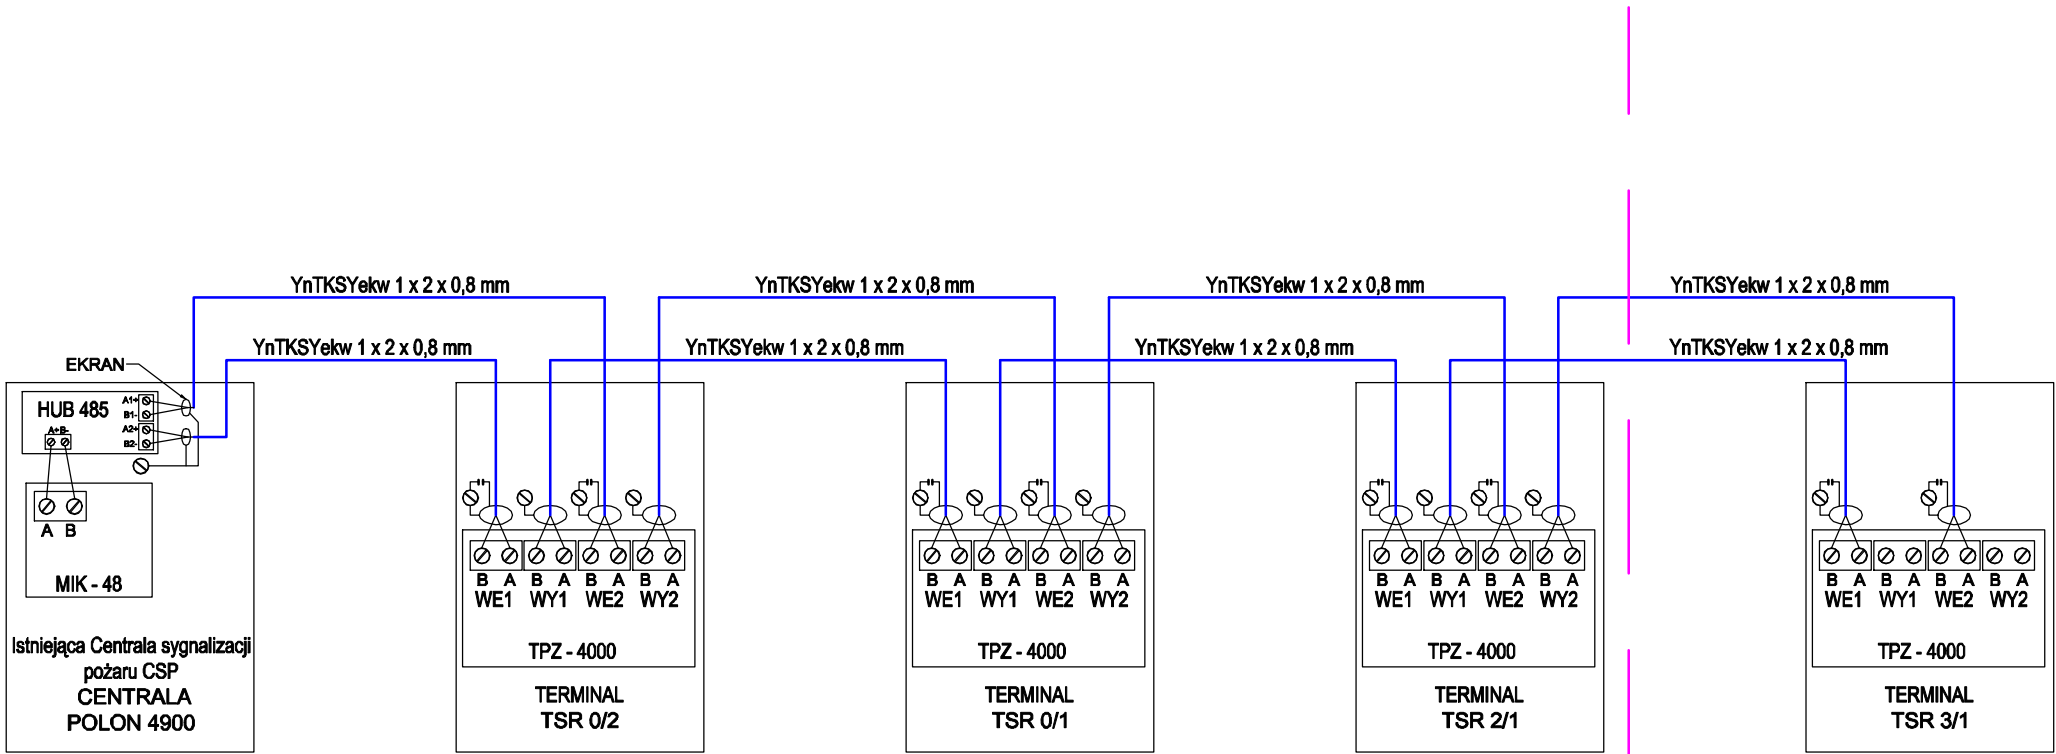 YnTKSYekw 1 x 2 x 0,8 mm
YnTKSYekw 1 x 2 x 0,8 mm
YnTKSYekw 1 x 2 x 0,8 mm
YnTKSYekw 1 x 2 x 0,8 mm
YnTKSYekw 1 x 2 x 0,8 mm
YnTKSYekw 1 x 2 x 0,8 mm
YnTKSYekw 1 x 2 x 0,8 mm
YnTKSYekw 1 x 2 x 0,8 mm
EKRAN
HUB 485
A1+
B1-
A2+
B2-
A+ B-
A B
MIK - 48
Istniejąca Centrala sygnalizacji
pożaru CSP
CENTRALA
POLON 4900
B A B A B A B A
WE1 WY1 WE2 WY2
TPZ - 4000
TERMINAL
TSR 0/2
B A B A B A B A
WE1 WY1 WE2 WY2
TPZ - 4000
TERMINAL
TSR 0/1
B A B A B A B A
WE1 WY1 WE2 WY2
TPZ - 4000
TERMINAL
TSR 2/1
B A B A B A B A
WE1 WY1 WE2 WY2
TPZ - 4000
TERMINAL
TSR 3/1